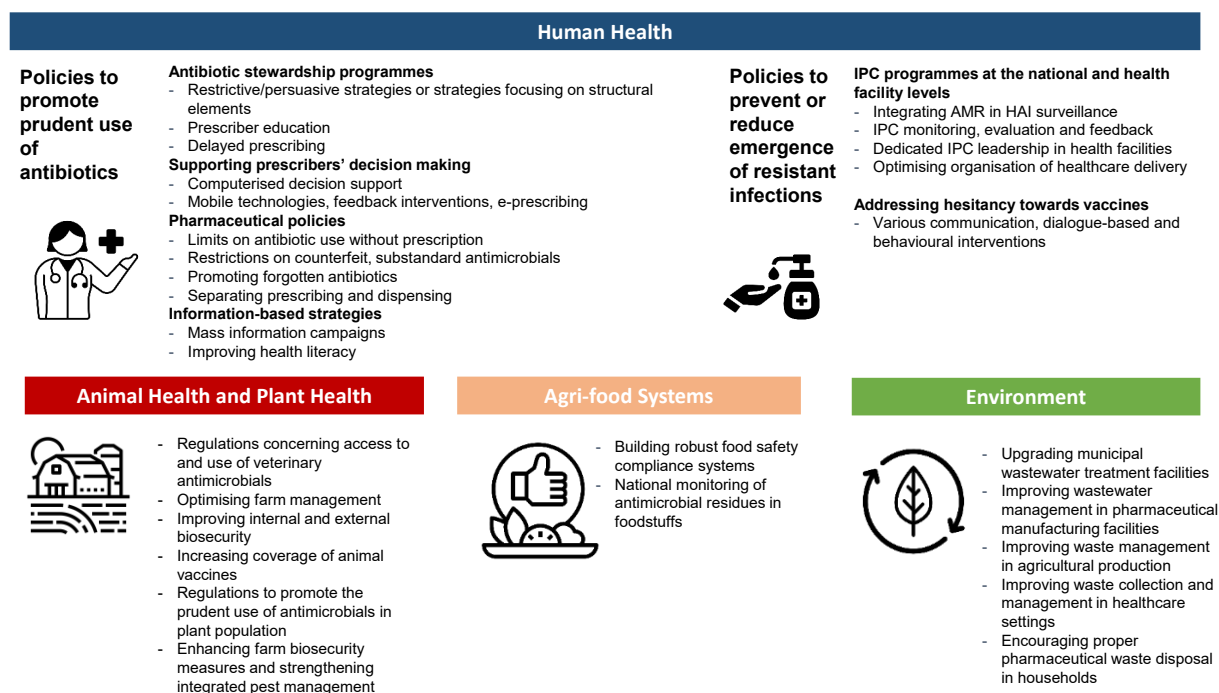 Human Health
Policies to
promote
prudent use
of
antibiotics
Antibiotic stewardship programmes
- Restrictive/persuasive strategies or strategies focusing on structural
elements
- Prescriber education
- Delayed prescribing
Supporting prescribers' decision making
- Computerised decision support
- Mobile technologies, feedback interventions, e-prescribing
Pharmaceutical policies
- Limits on antibiotic use without prescription
- Restrictions on counterfeit, substandard antimicrobials
- Promoting forgotten antibiotics
- Separating prescribing and dispensing
Information-based strategies
- Mass information campaigns
- Improving health literacy
Policies to
prevent or
reduce
emergence
of resistant
infections
IPC programmes at the national and health
facility levels
- Integrating AMR in HAI surveillance
- IPC monitoring, evaluation and feedback
- Dedicated IPC leadership in health facilities
- Optimising organisation of healthcare delivery
Addressing hesitancy towards vaccines
- Various communication, dialogue-based and
behavioural interventions
Animal Health and Plant Health
- Regulations concerning access to
and use of veterinary
antimicrobials
- Optimising farm management
- Improving internal and external
biosecurity
- Increasing coverage of animal
vaccines
- Regulations to promote the
prudent use of antimicrobials in
plant population
- Enhancing farm biosecurity
measures and strengthening
integrated pest management
Agri-food Systems
- Building robust food safety
compliance systems
- National monitoring of
antimicrobial residues in
foodstuffs
Environment
- Upgrading municipal
wastewater treatment facilities
- Improving wastewater
management in pharmaceutical
manufacturing facilities
- Improving waste management
in agricultural production
- Improving waste collection and
management in healthcare
settings
- Encouraging proper
pharmaceutical waste disposal
in households